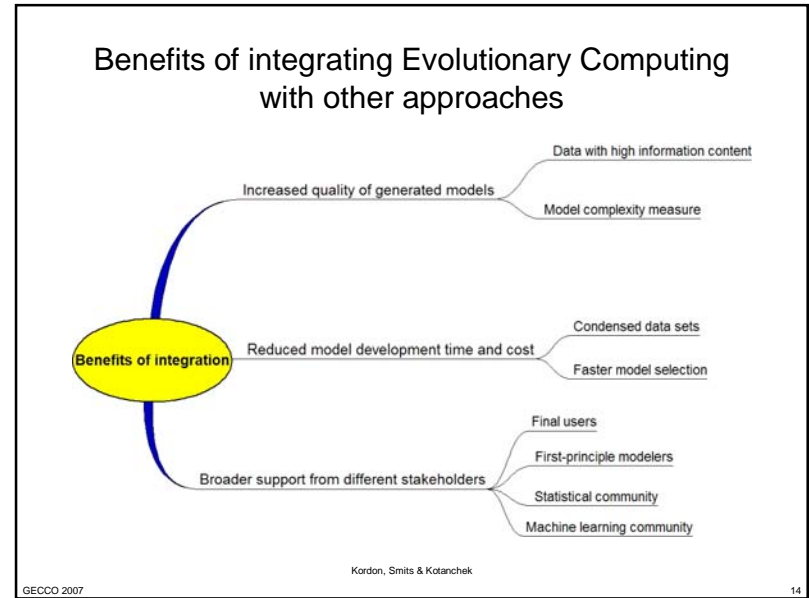 Benefits of integrating Evolutionary Computing
with other approaches
Benefits of integration
Increased quality of generated models
Data with high information content
Model complexity measure
Reduced model development time and cost
Condensed data sets
Faster model selection
Broader support from different stakeholders
Final users
First-principle modelers
Statistical community
Machine learning community
Kordon, Smits & Kotanchek
GECCO 2007
14